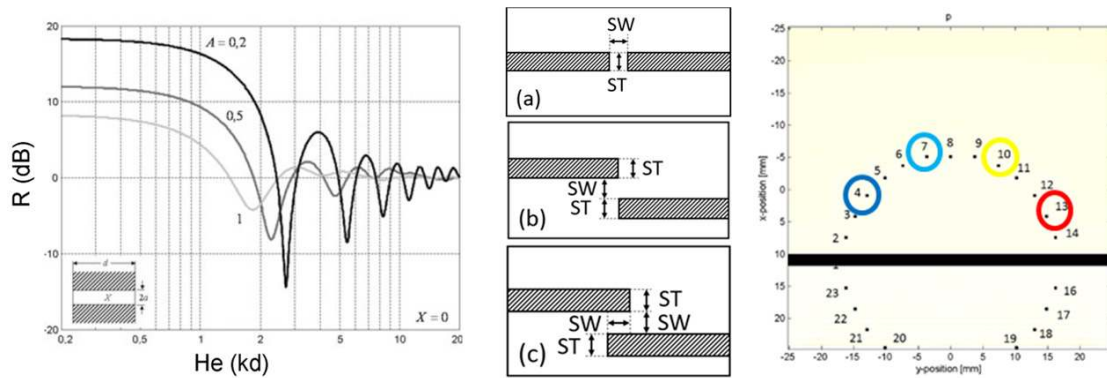 20
10
0
-10
-20
R (dB)
A = 0,2
0,5
1
d
X
2a
X = 0
0.2
0.5
1
2
5
10
20
He (kd)
SW
ST
(a)
ST
SW
ST
(b)
ST
SW
SW
ST
(c)
p
-25
-20
-15
-10
-5
0
5
10
15
20
x-position [mm]
7
8
9
10
6
11
5
4
12
13
3
2
14
1
23
16
22
17
21
20
19
18
-25
-20
-15
-10
-5
0
5
10
15
20
y-position [mm]